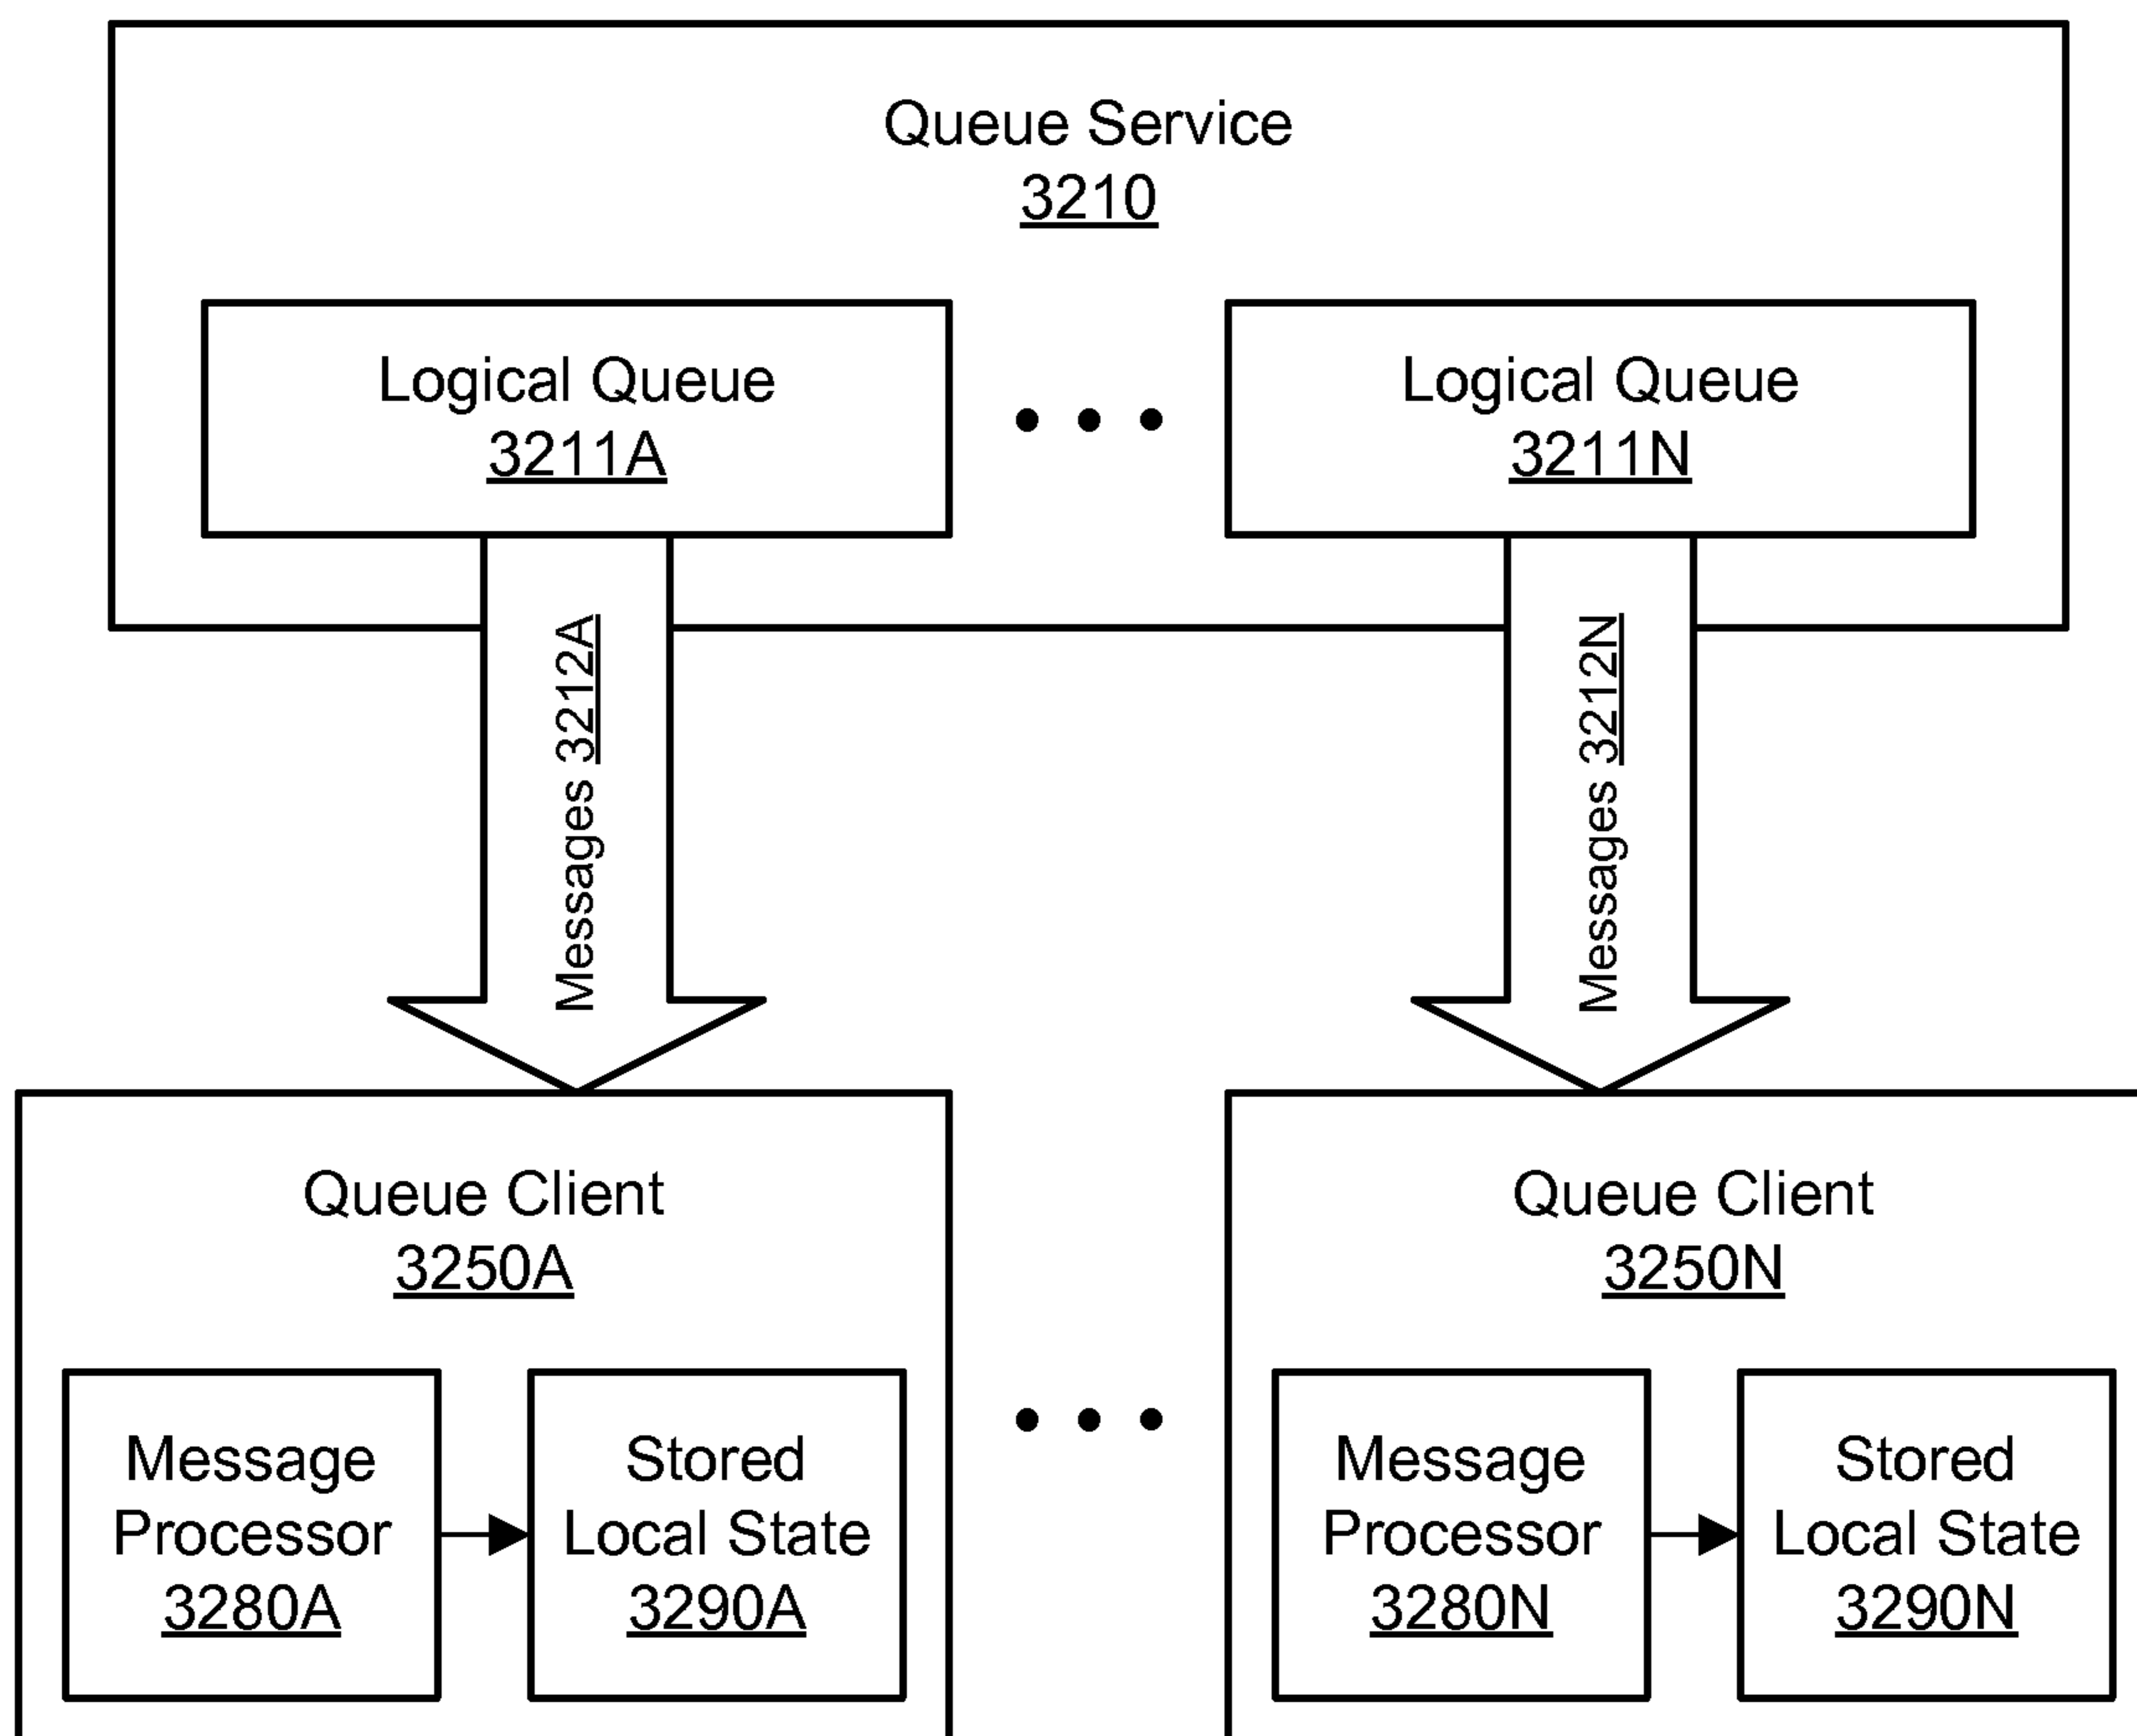 Queue Service
3210
Logical Queue
3211A
Logical Queue
3211N
Messages 3212A
Messages 3212N
Queue Client
3250A
Queue Client
3250N
Message
Processor
3280A
Stored
Local State
3290A
Message
Processor
3280N
Stored
Local State
3290N